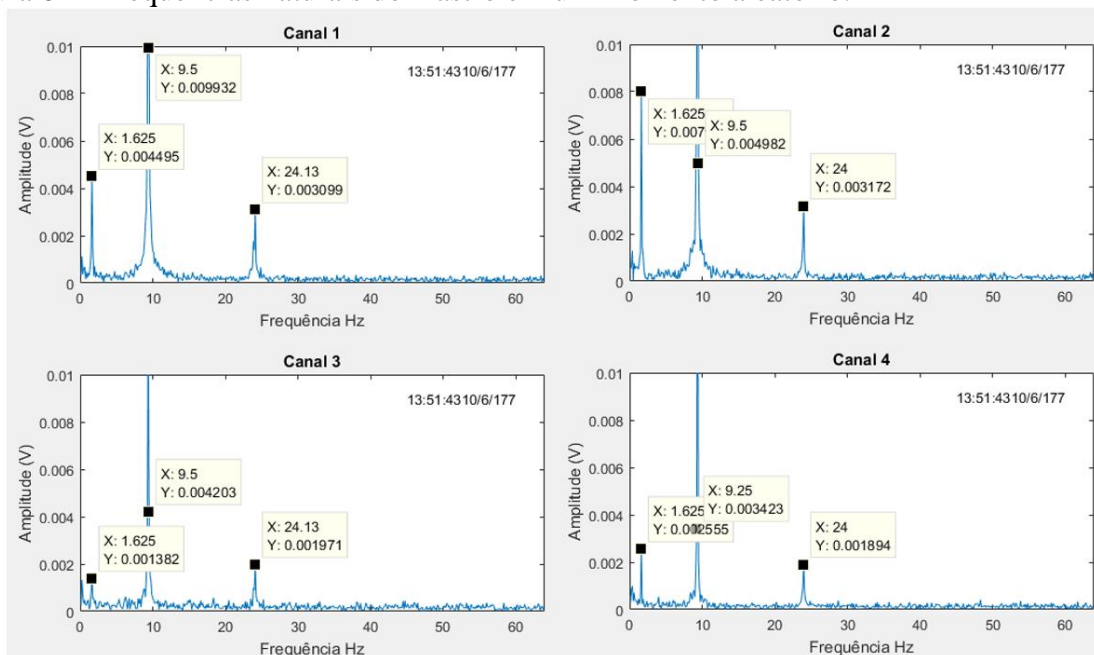 Canal 1
13:51:4310/6/177
X: 9.5
Y: 0.009932
X: 1.625
Y: 0.004495
X: 24.13
Y: 0.003099
Amplitude (V)
0.01
0.008
0.006
0.004
0.002
0
0 10 20 30 40 50 60
Frequência Hz
Canal 2
13:51:4310/6/177
X: 1.625
Y: 0.007
X: 9.5
Y: 0.004982
X: 24
Y: 0.003172
Amplitude (V)
0.01
0.008
0.006
0.004
0.002
0
0 10 20 30 40 50 60
Frequência Hz
Canal 3
13:51:4310/6/177
X: 9.5
Y: 0.004203
X: 1.625
Y: 0.001382
X: 24.13
Y: 0.001971
Amplitude (V)
0.01
0.008
0.006
0.004
0.002
0
0 10 20 30 40 50 60
Frequência Hz
Canal 4
13:51:4310/6/177
X: 9.25
Y: 0.003423
X: 1.625
Y: 0.002555
X: 24
Y: 0.001894
Amplitude (V)
0.01
0.008
0.006
0.004
0.002
0
0 10 20 30 40 50 60
Frequência Hz